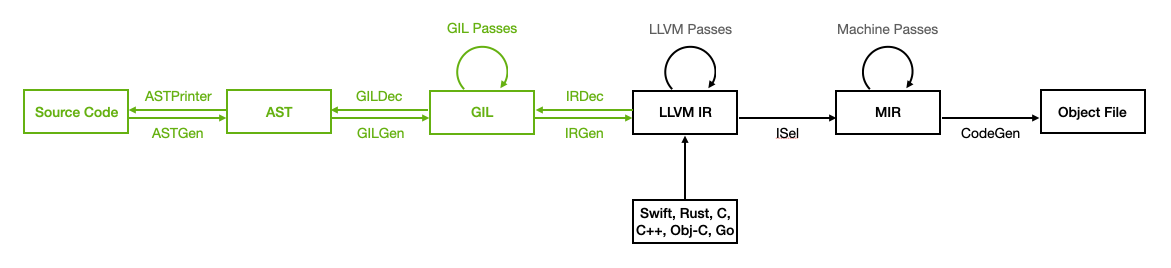 GIL Passes
LLVM Passes
Machine Passes
Source Code
ASTPrinter
ASTGen
AST
GILDec
GILGen
GIL
IRDec
IRGen
LLVM IR
ISel
MIR
CodeGen
Object File
Swift, Rust, C,
C++, Obj-C, Go